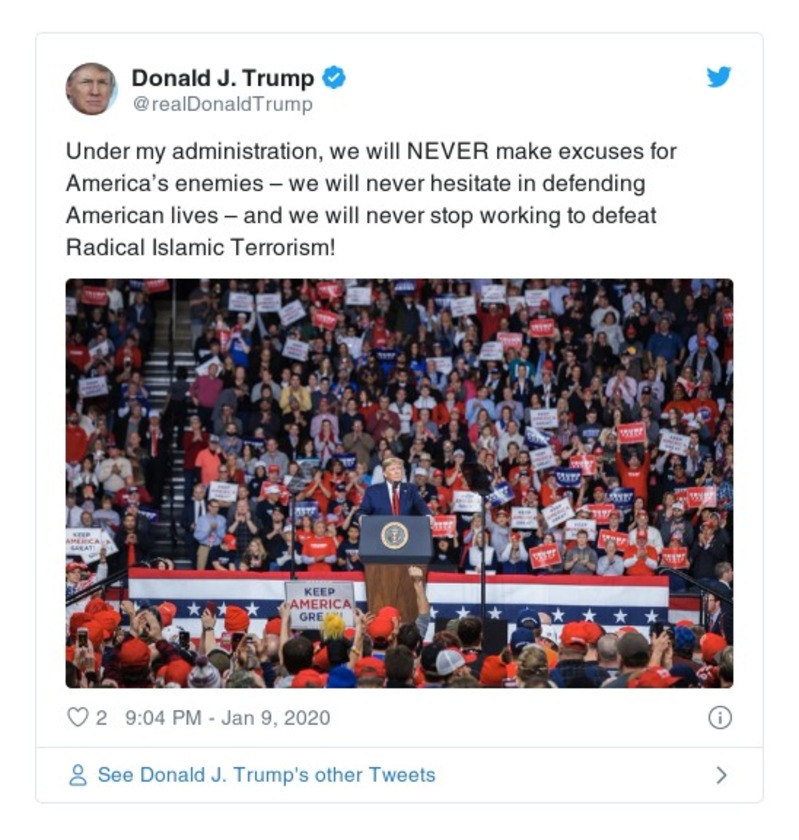 Donald J. Trump
@realDonaldTrump
Under my administration, we will NEVER make excuses for
America’s enemies – we will never hesitate in defending
American lives – and we will never stop working to defeat
Radical Islamic Terrorism!
KEEP
AMERICA
GREAT!
KEEP
AMERICA
2 9:04 PM - Jan 9, 2020
See Donald J. Trump's other Tweets